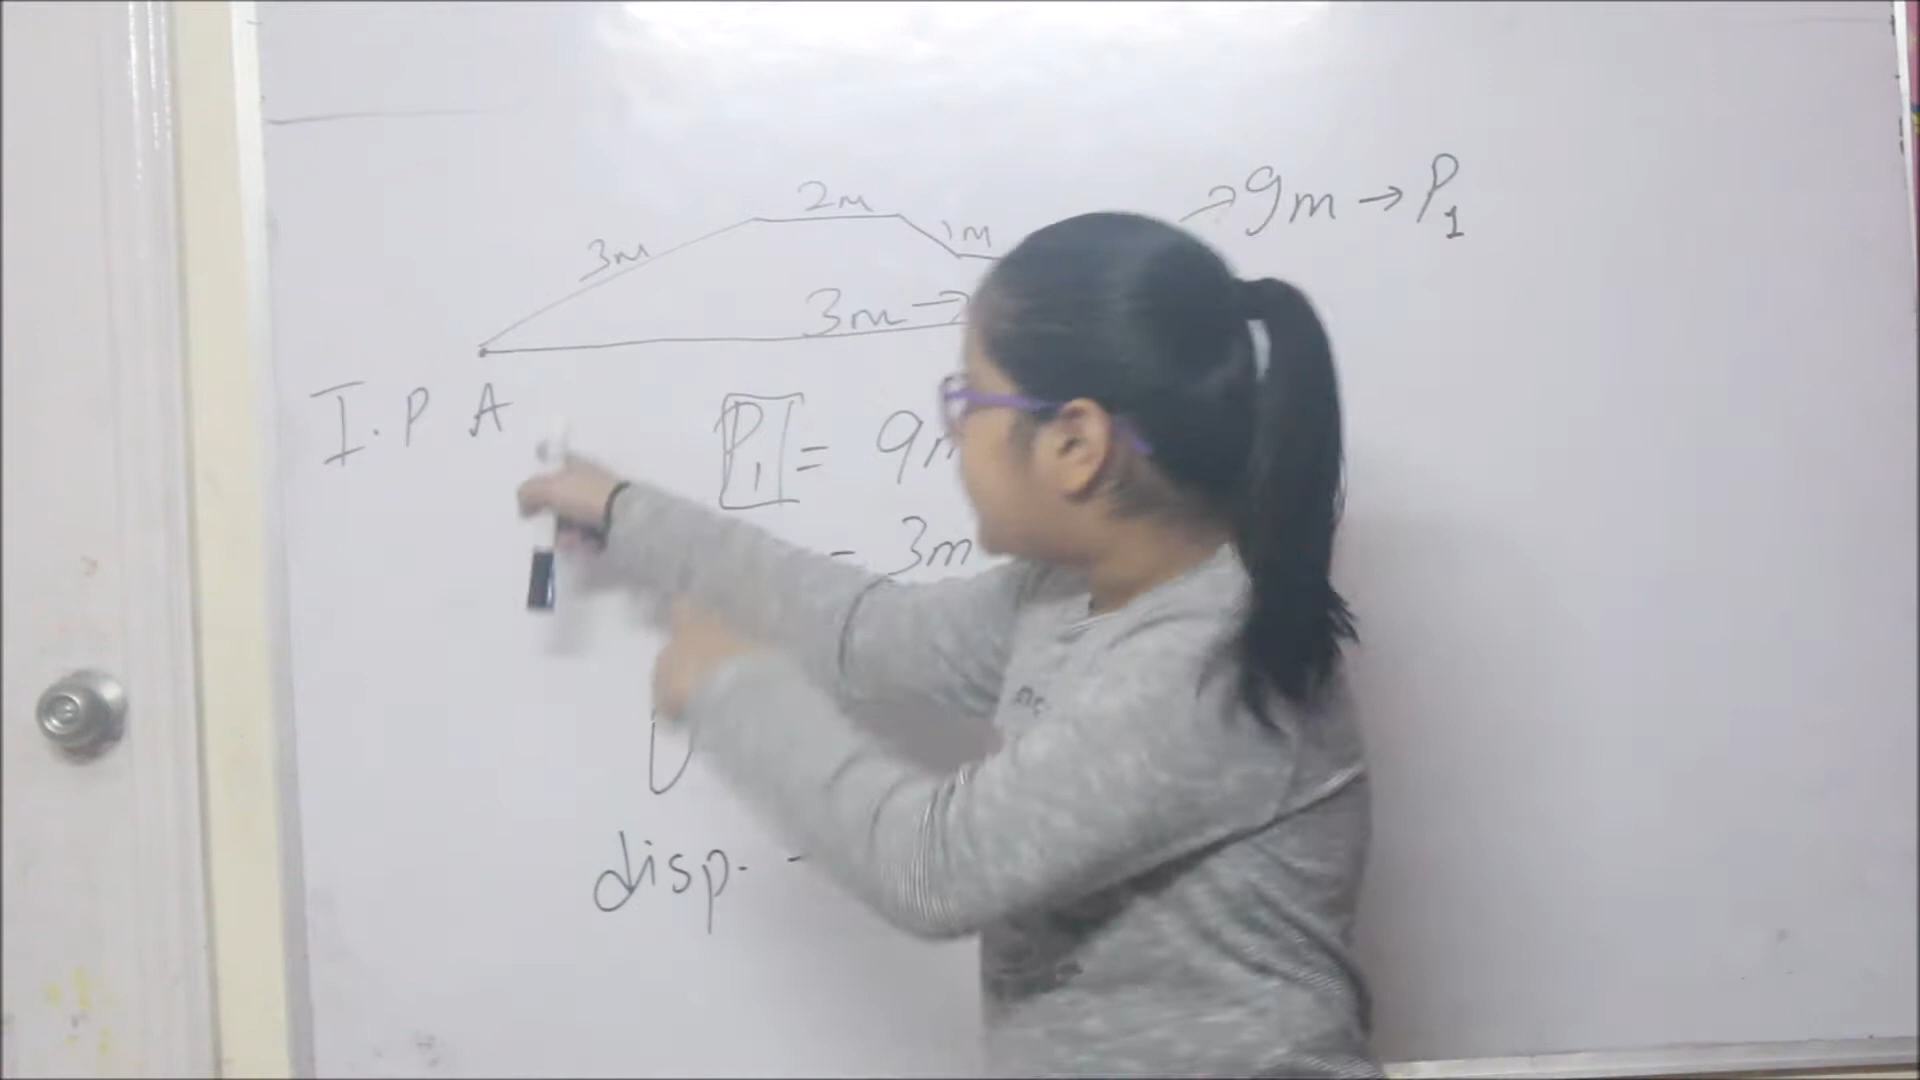 2m
→ 9m → P1
3m
1m
3m →
I.P A
P1 = 9m
- 3m
disp. -